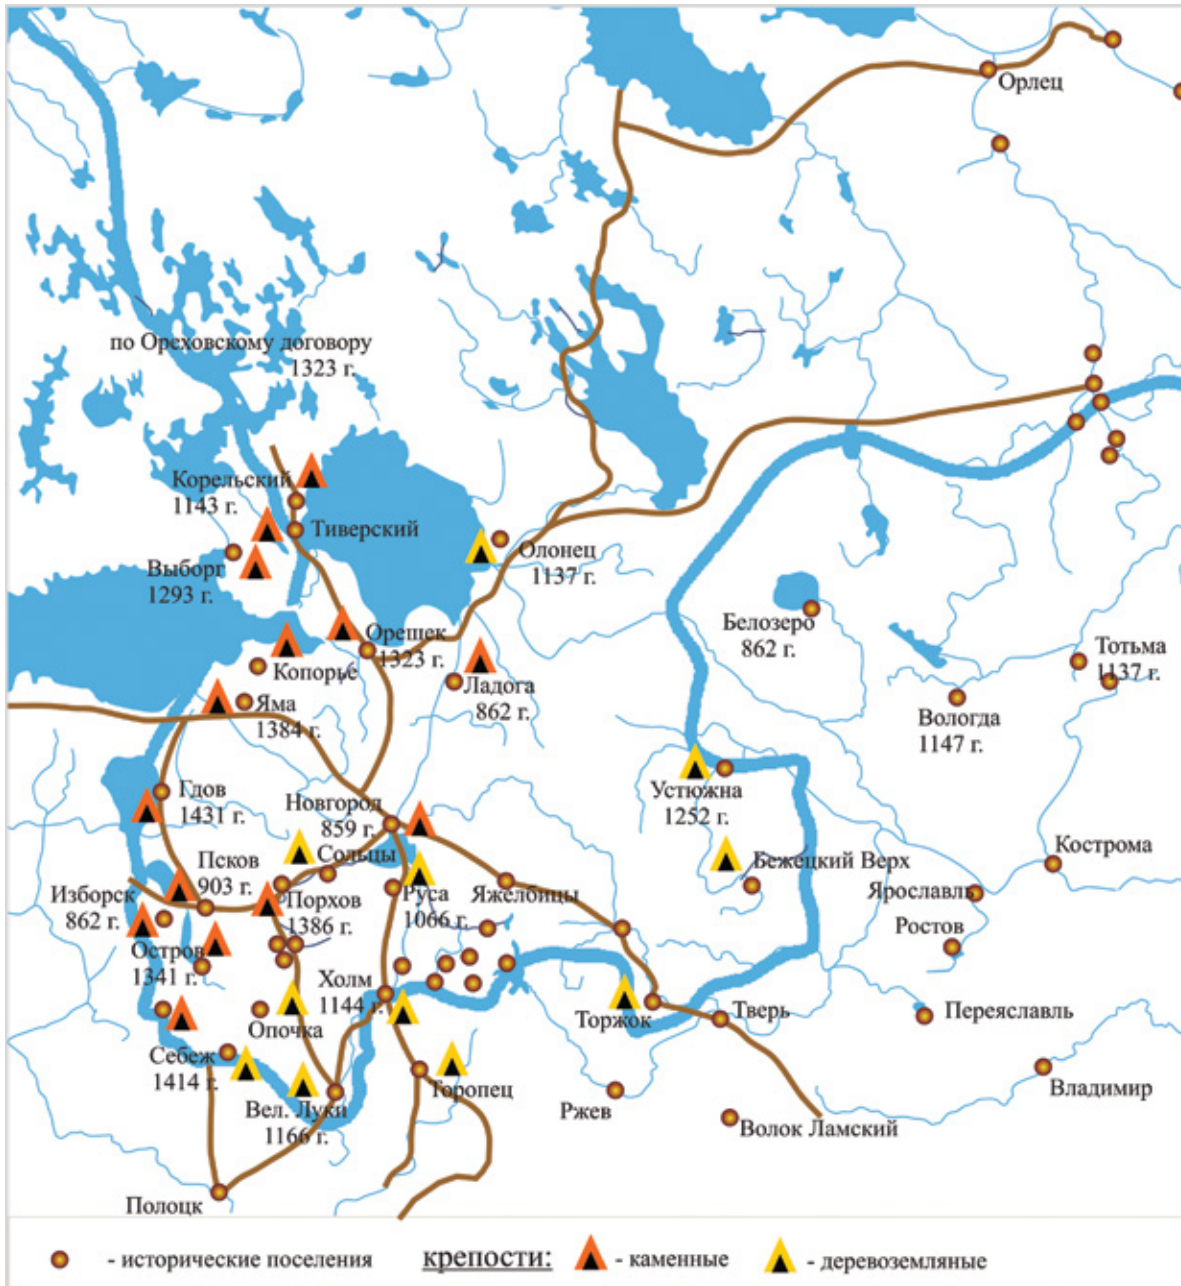 Орлец
по Ореховскому договору
1323 г.
Корельский
1143 г.
Тиверский
Выборг
1293 г.
Олонец
1137 г.
Орешек
1323 г.
Копорье
Белозеро
862 г.
Тотьма
1137 г.
Ладога
862 г.
Яма
1384 г.
Вологда
1147 г.
Гдов
1431 г.
Новгород
859 г.
Устюжна
1252 г.
Сольцы
Псков
903 г.
Бежецкий Верх
Кострома
Изборск
862 г.
Порхов
1386 г.
Руса
1066 г.
Яжелбицы
Ярославль
Ростов
Остров
1341 г.
Холм
1144 г.
Опочка
Торжок
Тверь
Переяславль
Себеж
1414 г.
Торопец
Владимир
Вел. Луки
1166 г.
Ржев
Волок Ламский
Полоцк
- исторические поселения
крепости:
- каменные
- деревоземляные